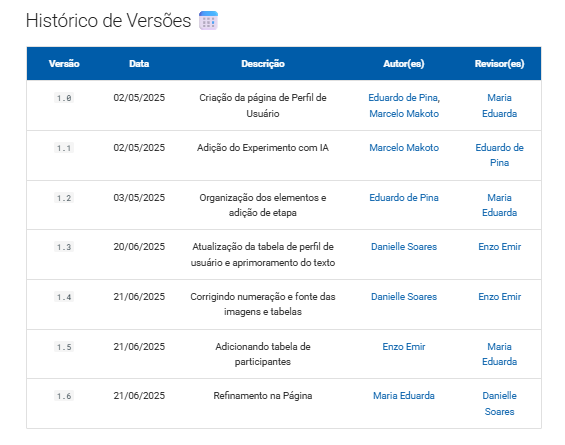 Histórico de Versões
Versão Data Descrição Autor(es) Revisor(es)
1.0 02/05/2025 Criação da página de Perfil de Usuário Eduardo de Pina, Marcelo Makoto Maria Eduarda
1.1 02/05/2025 Adição do Experimento com IA Marcelo Makoto Eduardo de Pina
1.2 03/05/2025 Organização dos elementos e adição de etapa Eduardo de Pina Maria Eduarda
1.3 20/06/2025 Atualização da tabela de perfil de usuário e aprimoramento do texto Danielle Soares Enzo Emir
1.4 21/06/2025 Corrigindo numeração e fonte das imagens e tabelas Danielle Soares Enzo Emir
1.5 21/06/2025 Adicionando tabela de participantes Enzo Emir Maria Eduarda
1.6 21/06/2025 Refinamento na Página Maria Eduarda Danielle Soares